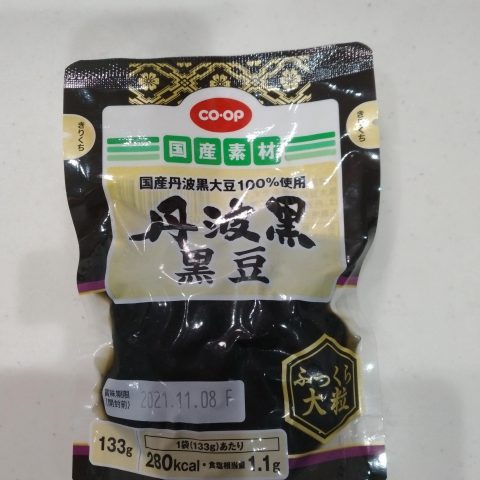 CO·OP
きりくち
きりくち
国産素材
国産丹波黒大豆100%使用
丹波黒
黒豆
ふっくら
大粒
賞味期限
(開封前)
2021.11.08 F
133g
1袋(133g)あたり
280kcal・食塩相当量1.1g